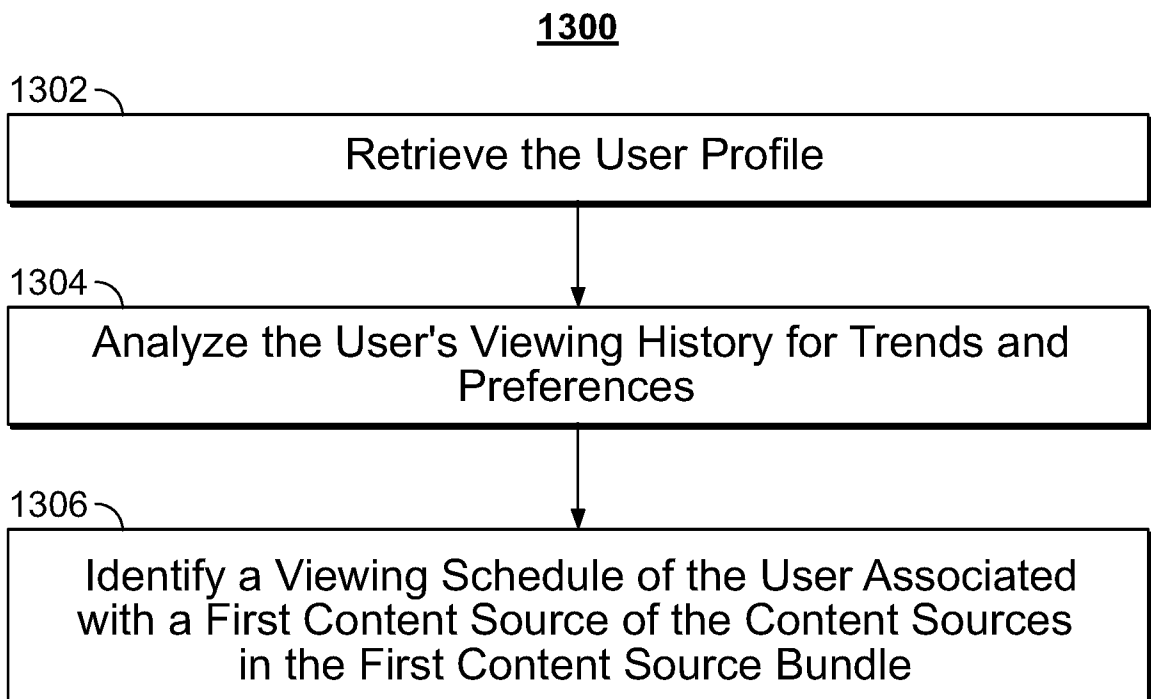 1300
1302
Retrieve the User Profile
1304
Analyze the User's Viewing History for Trends and
Preferences
1306
Identify a Viewing Schedule of the User Associated
with a First Content Source of the Content Sources
in the First Content Source Bundle